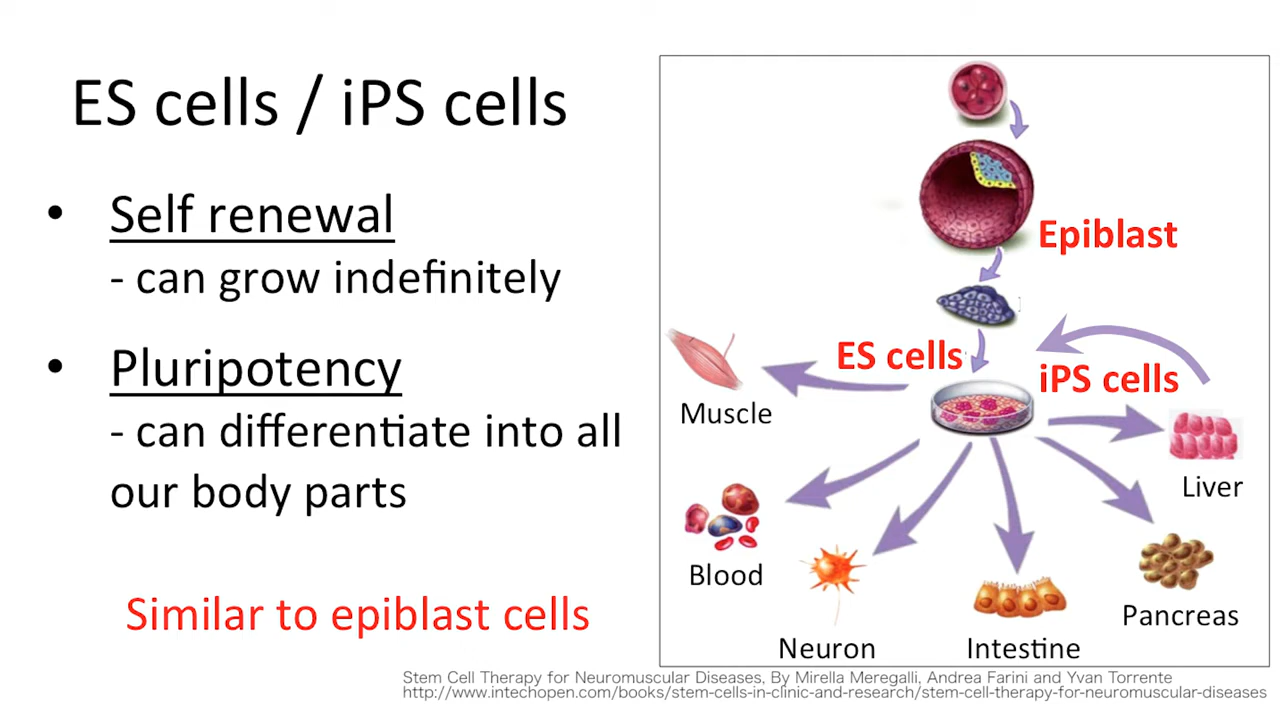 ES cells / iPS cells
• Self renewal
- can grow indefinitely
• Pluripotency
- can differentiate into all
our body parts
Similar to epiblast cells
Epiblast
ES cells
iPS cells
Muscle
Liver
Blood
Pancreas
Neuron
Intestine
Stem Cell Therapy for Neuromuscular Diseases, By Mirella Meregalli, Andrea Farini and Yvan Torrente
http://www.intechopen.com/books/stem-cells-in-clinic-and-research/stem-cell-therapy-for-neuromuscular-diseases